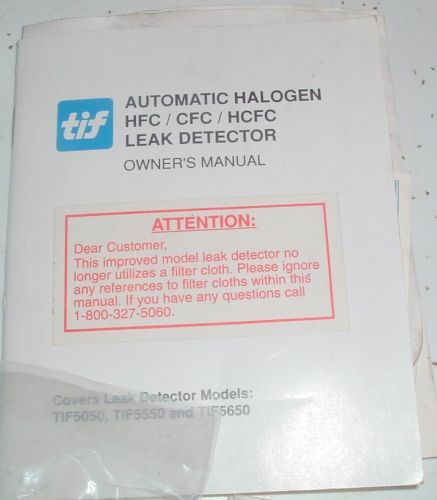 tif
AUTOMATIC HALOGEN
HFC / CFC / HCFC
LEAK DETECTOR
OWNER'S MANUAL
ATTENTION:
Dear Customer,
This improved model leak detector no
longer utilizes a filter cloth. Please ignore
any references to filter cloths within this
manual. If you have any questions call
1-800-327-5060.
Covers Leak Detector Models:
TIF5050, TIF5550 and TIF5650